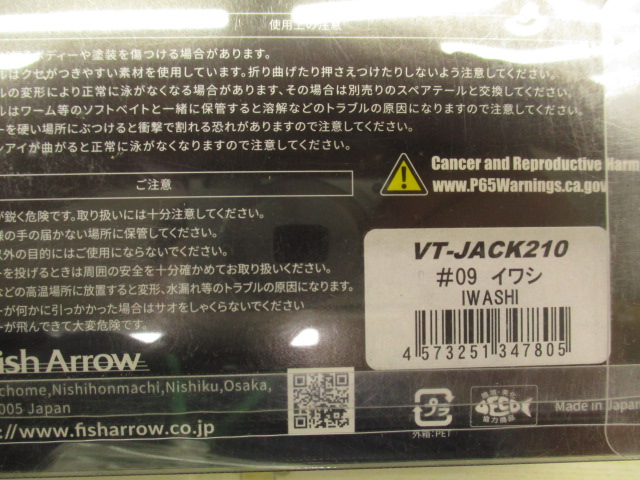 使用上の注意
ボディーや塗装を傷つける場合があります。
ルはクセがつきやすい素材を使用しています。折り曲げたり押さえつけたりしないよう注意してください。
ルの変形により正常に泳がなくなる場合があります、その場合は別売りのスペアテールと交換してください。
ルはワーム等のソフトベイトと一緒に保管すると溶解などのトラブルの原因になりますので注意してください。
ーを硬い場所にぶつけると衝撃で割れる恐れがありますので注意してください。
ンアイが曲がると正常に泳がなくなりますので注意してください。
Cancer and Reproductive Harm
www.P65Warnings.ca.gov
ご注意
が鋭く危険です。取り扱いには十分注意してください。
様の手の届かない場所に保管してください。
以外の目的にはご使用にならないでください。
ーを投げるときは周囲の安全を十分確かめてお取り扱いください。
などの高温場所に放置すると変形、水漏れ等のトラブルの原因になります。
ーが何かに引っかかった場合はサオをしゃくらないでください
ーが飛んできて大変危険です。
VT-JACK210
#09 イワシ
IWASHI
4 573251 347805
ish Arrow
chome,Nishihonmachi,Nishiku,Osaka,
005 Japan
://www.fisharrow.co.jp
プラ
外箱:PET
協力商品
Made in Japan